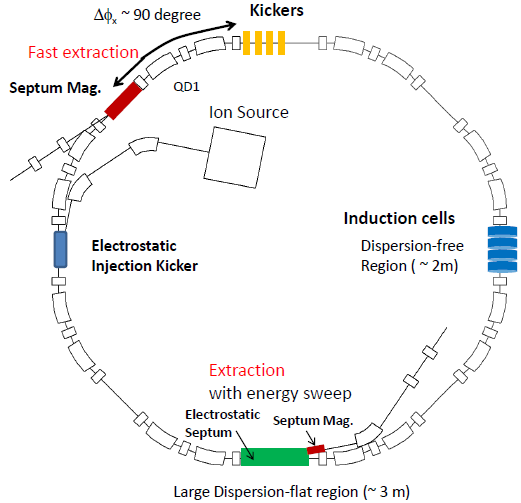 Δϕx ~ 90 degree
Kickers
Fast extraction
Septum Mag.
QD1
Ion Source
Induction cells
Dispersion-free
Region ( ~ 2m)
Electrostatic
Injection Kicker
Extraction
with energy sweep
Electrostatic
Septum
Septum Mag.
Large Dispersion-flat region (~ 3 m)